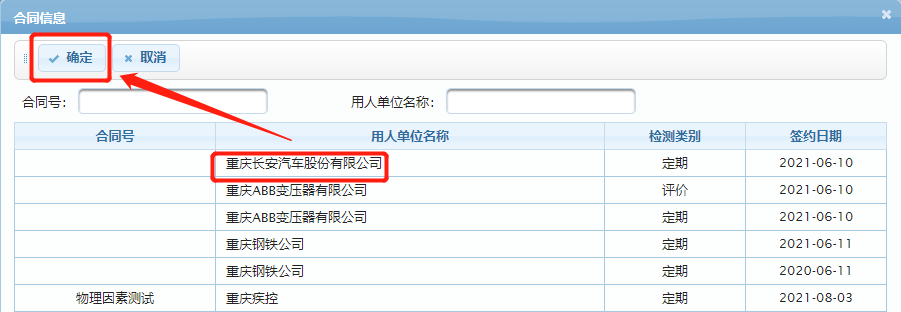 合同信息
确定 取消
合同号： 用人单位名称：
合同号 用人单位名称 检测类别 签约日期
重庆长安汽车股份有限公司 定期 2021-06-10
重庆ABB变压器有限公司 评价 2021-06-10
重庆ABB变压器有限公司 定期 2021-06-10
重庆钢铁公司 定期 2021-06-11
重庆钢铁公司 定期 2020-06-11
物理因素测试 重庆疾控 定期 2021-08-03